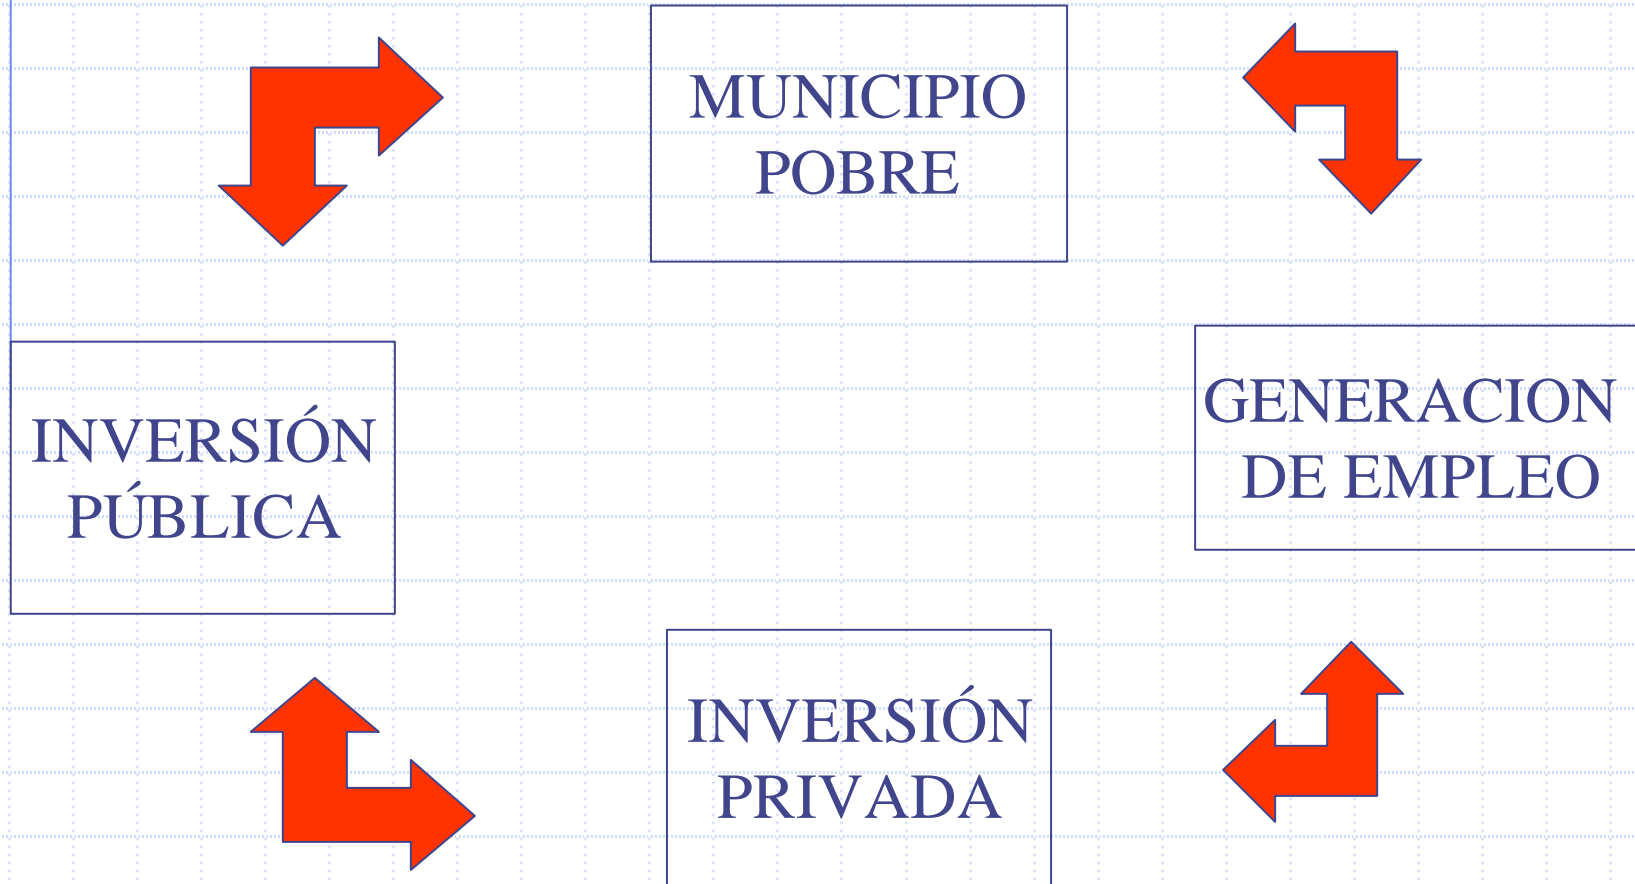 MUNICIPIO
POBRE
INVERSIÓN
PÚBLICA
GENERACION
DE EMPLEO
INVERSIÓN
PRIVADA